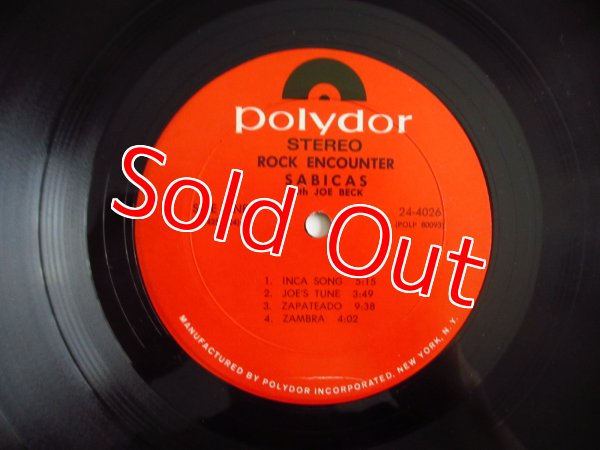 polydor
STEREO
ROCK ENCOUNTER
SABICAS
with JOE BECK
24-4026
(POLP 80093)
Sold Out
1. INCA SONG 5:15
2. JOE'S TUNE 3:49
3. ZAPATEADO 9:38
4. ZAMBRA 4:02
MANUFACTURED BY POLYDOR INCORPORATED, NEW YORK, N.Y.